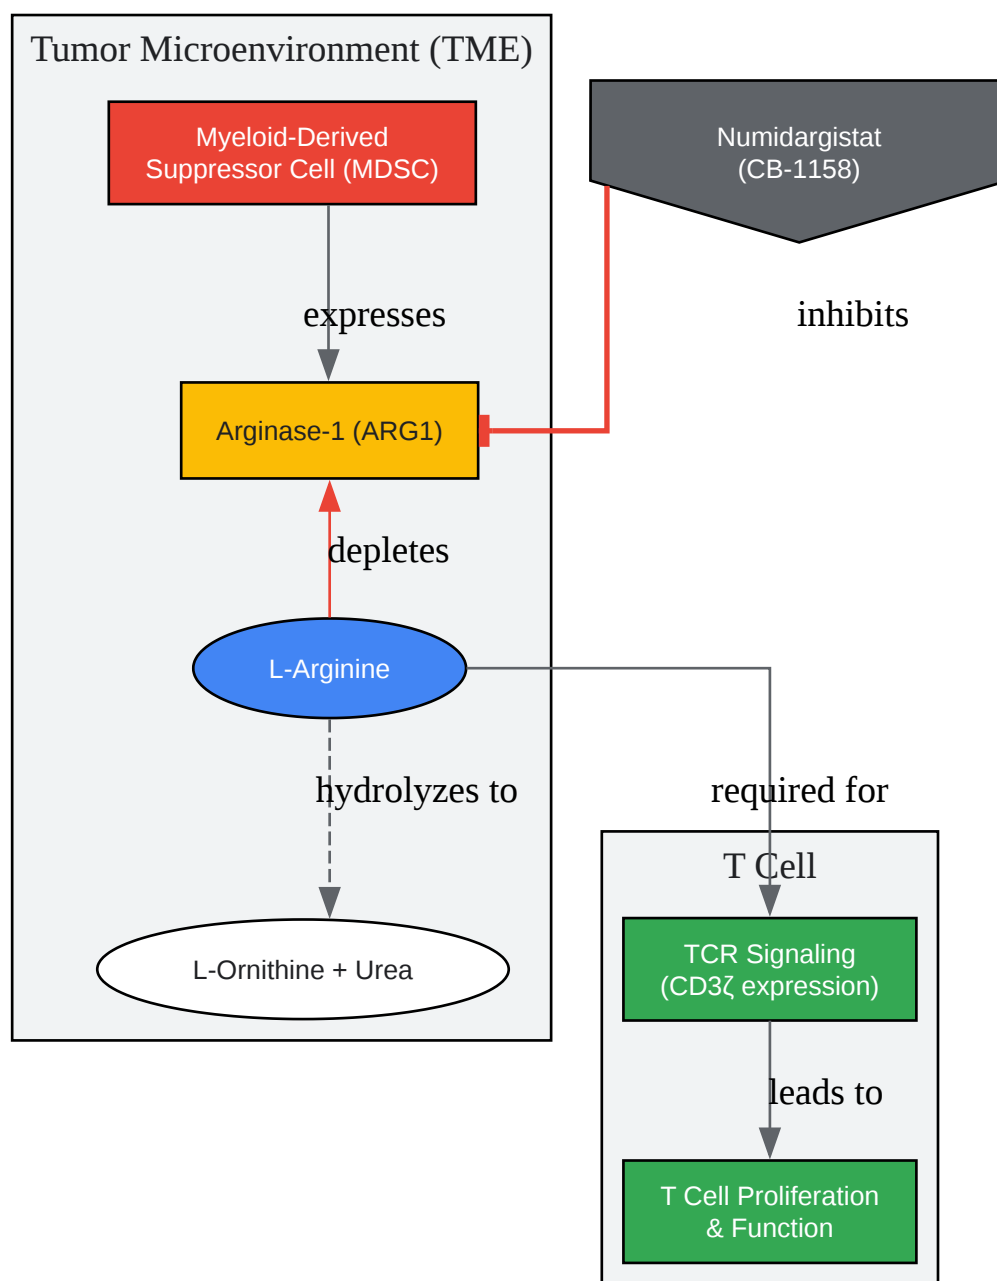 Tumor Microenvironment (TME)
Myeloid-Derived
Suppressor Cell (MDSC)
Numidargistat
(CB-1158)
expresses
inhibits
Arginase-1 (ARG1)
depletes
L-Arginine
hydrolyzes to
required for
T Cell
TCR Signaling
(CD3ζ expression)
L-Ornithine + Urea
leads to
T Cell Proliferation
& Function